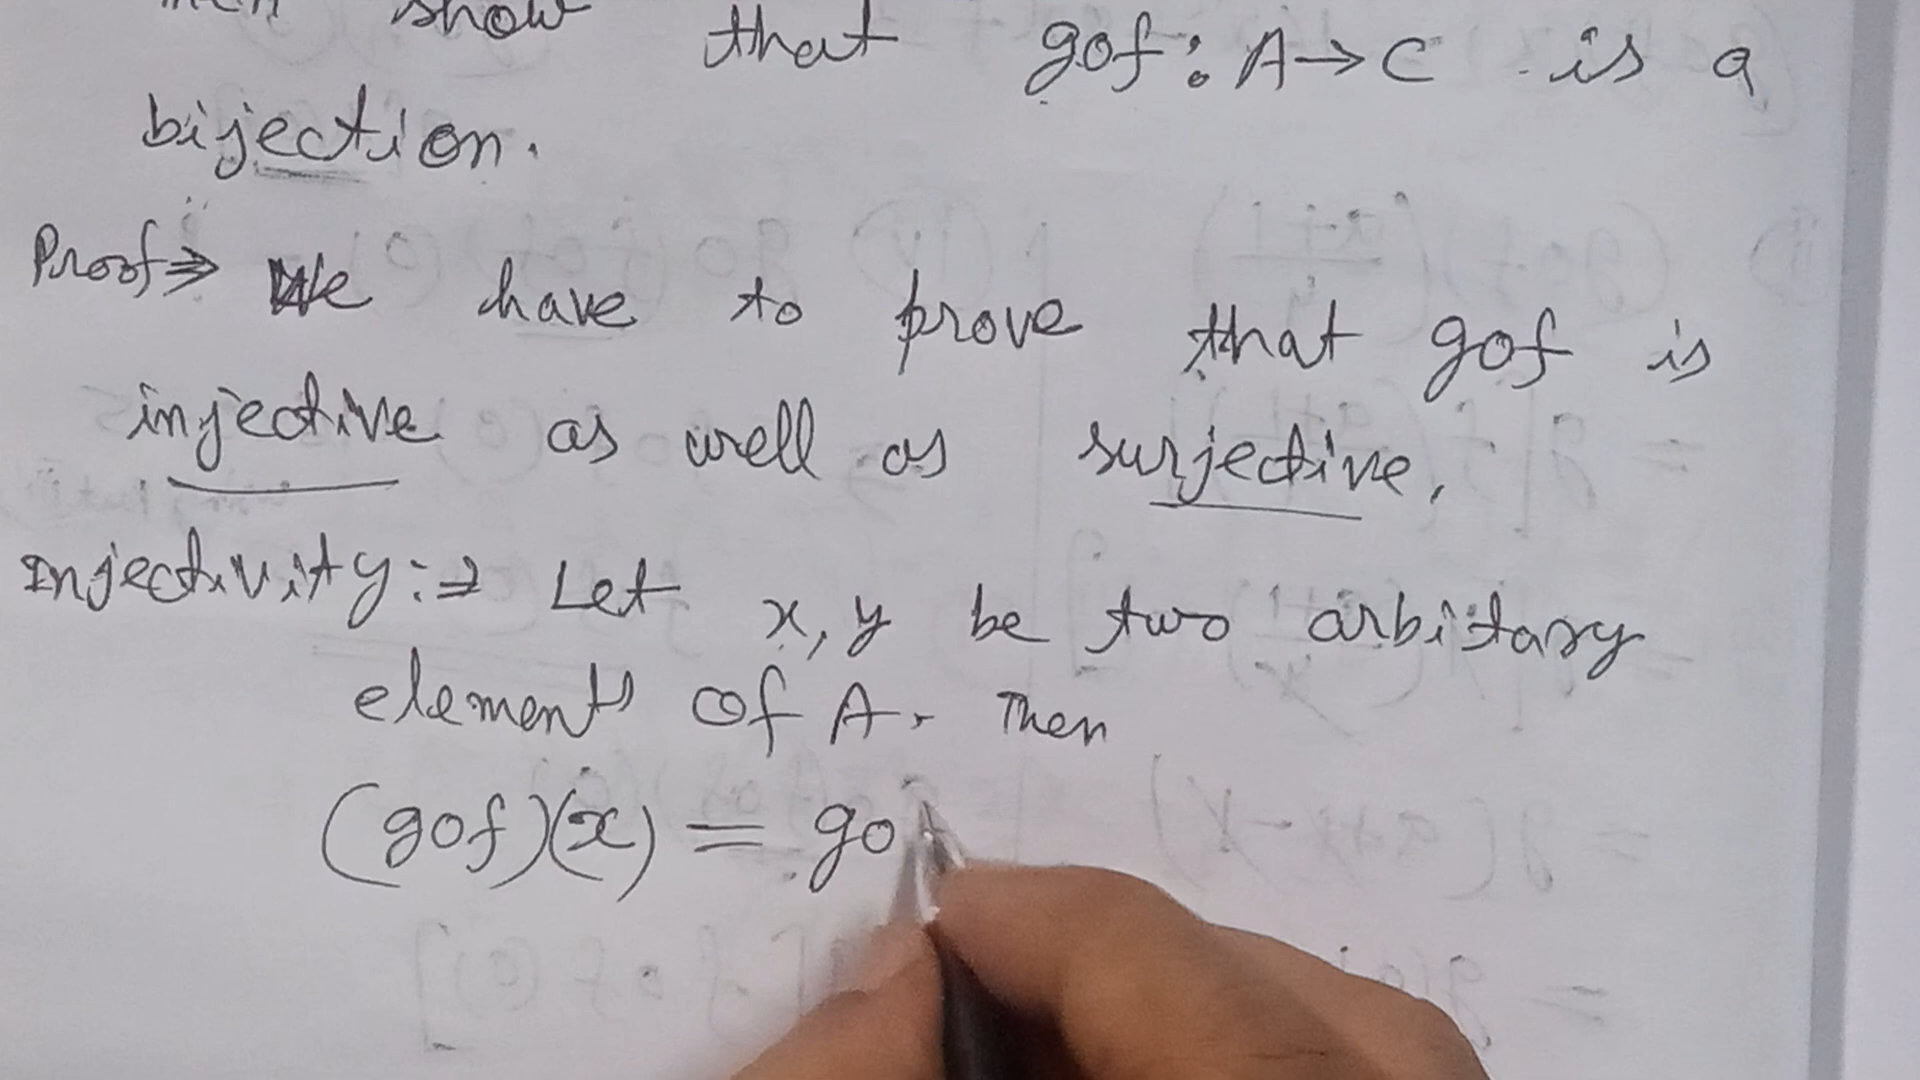 then show that gof: A→C is a
bijection.
Proof⇒ We have to prove that gof is
injective as well as surjective.
Injectivity:⇒ Let x, y be two arbitary
elements of A. Then
(gof)(x) = go